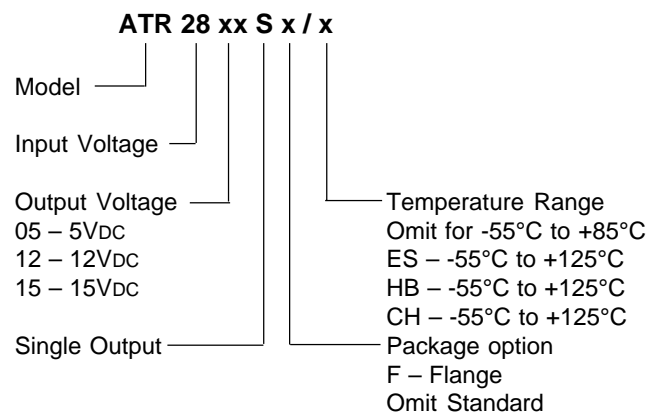 ATR 28 xx S x / x
Model
Input Voltage
Output Voltage
05 – 5VDC
12 – 12VDC
15 – 15VDC
Single Output
Temperature Range
Omit for -55°C to +85°C
ES – -55°C to +125°C
HB – -55°C to +125°C
CH – -55°C to +125°C
Package option
F – Flange
Omit Standard